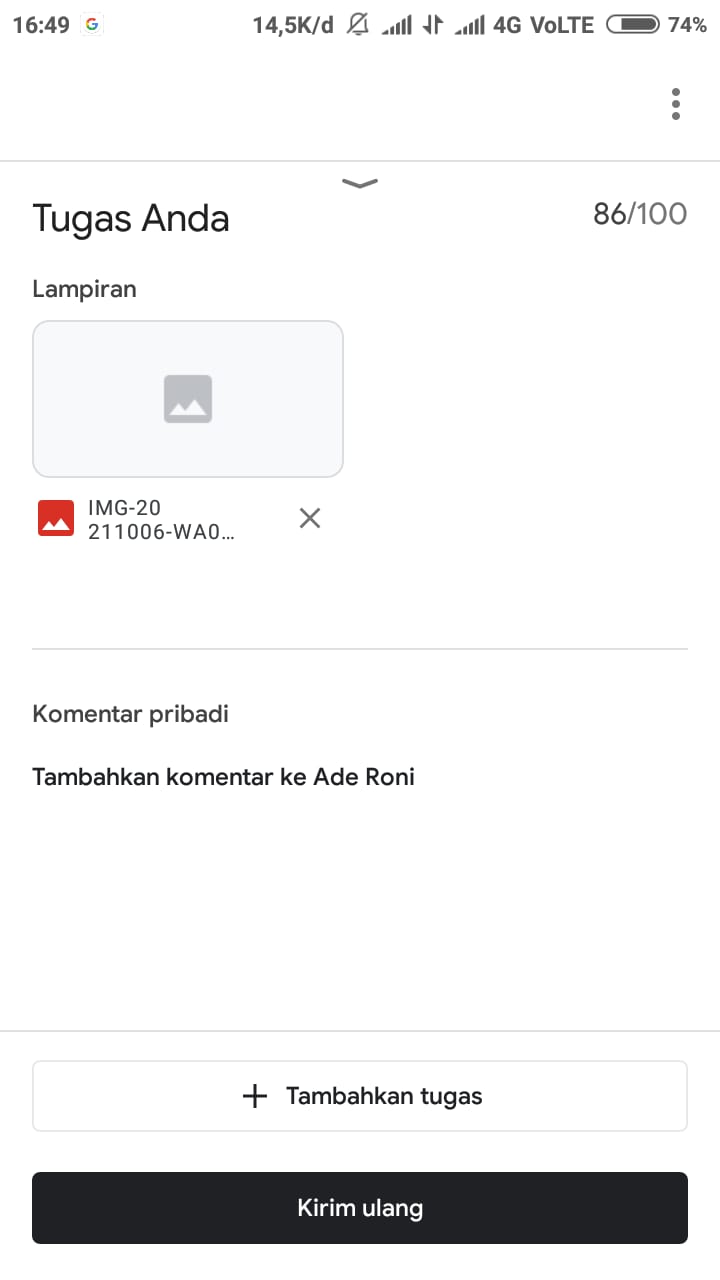 16:49 G 14,5K/d 4G VoLTE 74%
Tugas Anda 86/100
Lampiran
IMG-20
211006-WA0...
Komentar pribadi
Tambahkan komentar ke Ade Roni
+ Tambahkan tugas
Kirim ulang